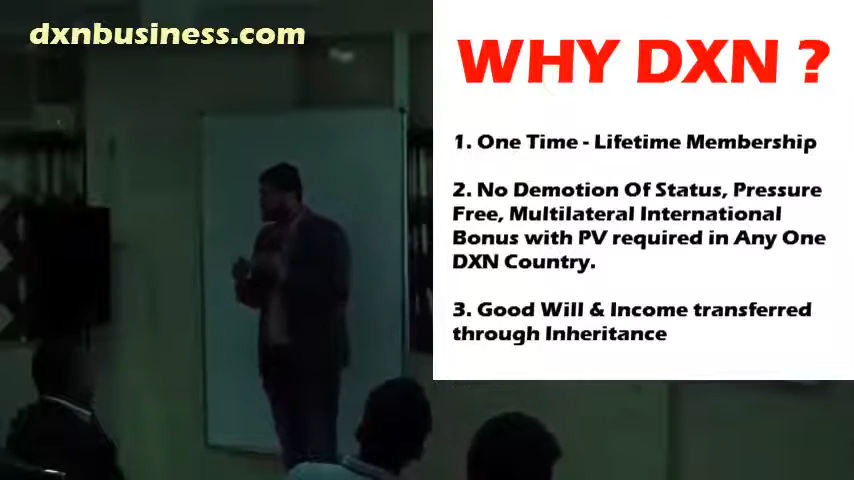 dxnbusiness.com
WHY DXN ?
1. One Time - Lifetime Membership
2. No Demotion Of Status, Pressure
Free, Multilateral International
Bonus with PV required in Any One
DXN Country.
3. Good Will & Income transferred
through Inheritance